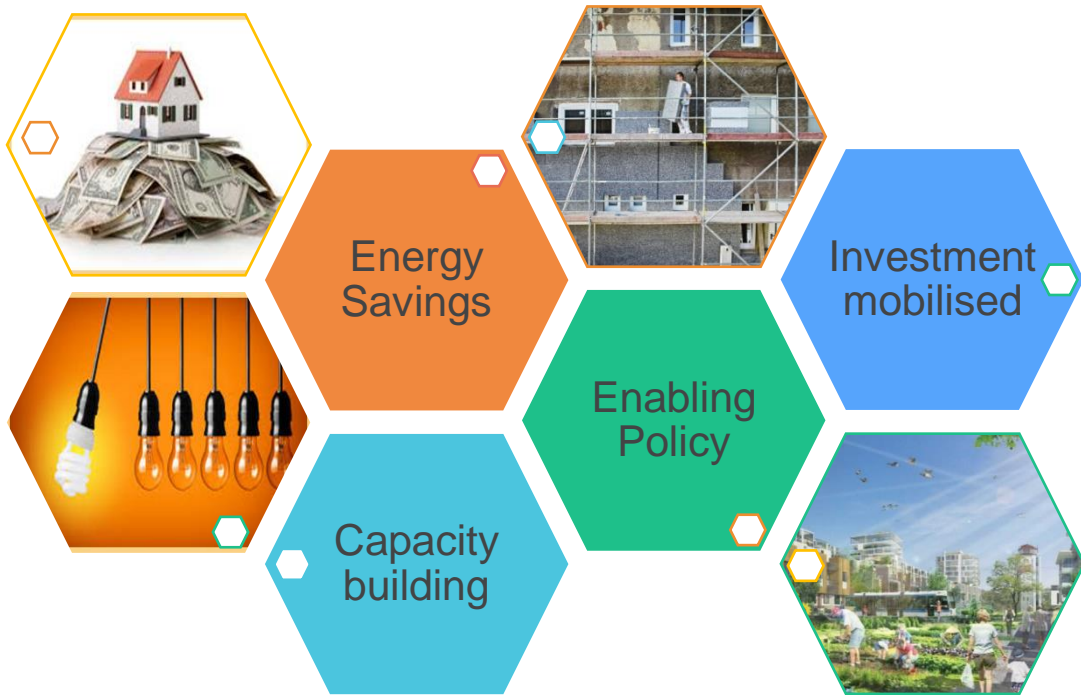 Energy
Savings
Investment
mobilised
Enabling
Policy
Capacity
building